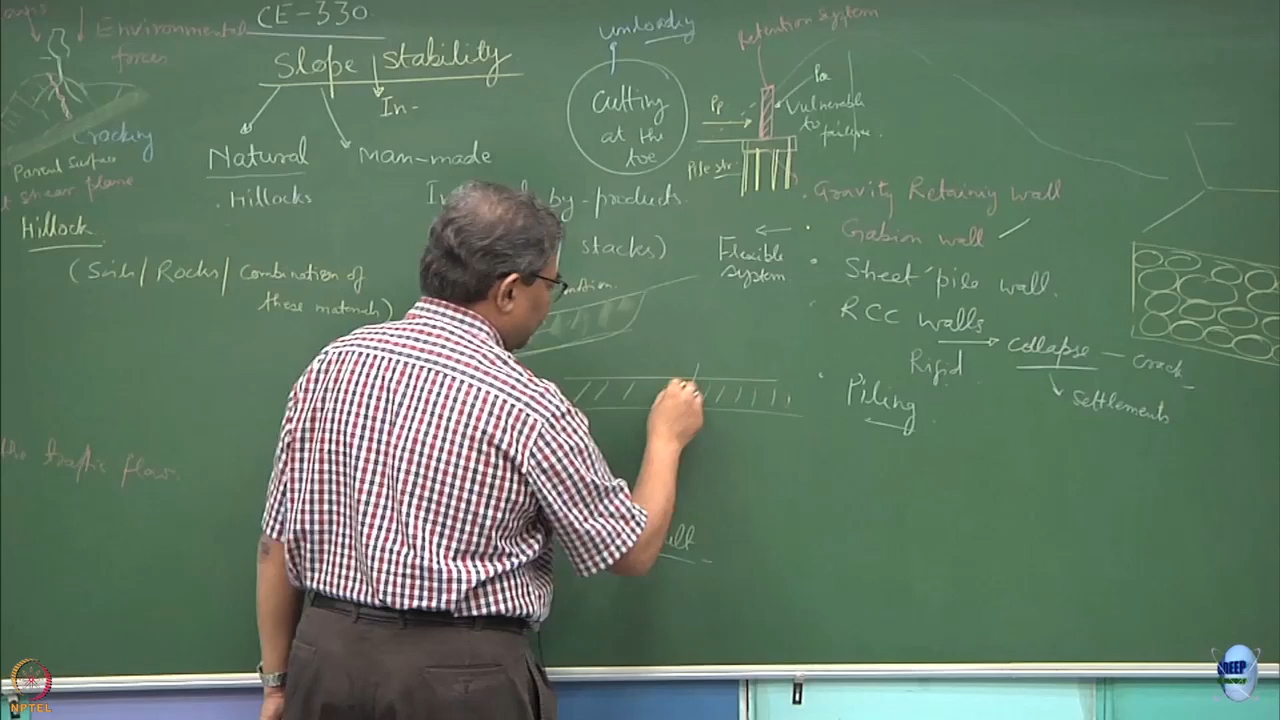 CE-330
Environmental
forces
Slope stability
In-
Cracking
Parent Surface
shear plane
Natural
Man-made
Hillocks
by-products
stacks)
Hillock
(Soils/Rocks/Combination of
these materials)
the traffic flow.
unloading
Cutting
at the
toe
Retention system
Pp
Pa
Vulnerable
to failure.
Pile str.
. Gravity Retaining wall
. Gabion wall
Flexible
system
. Sheet pile wall.
. RCC walls
Rigid
collapse - crack
Settlements
. Piling
NPTEL